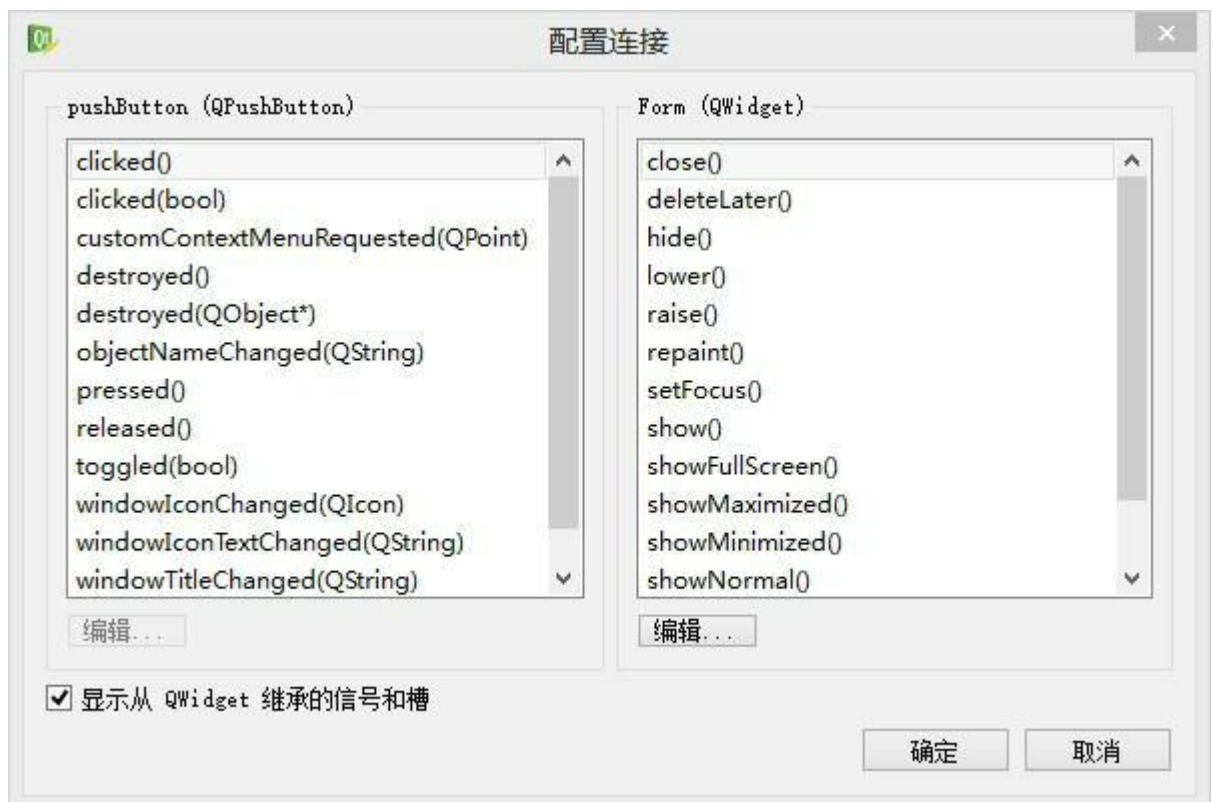 配置连接
pushButton (QPushButton)
clicked()
clicked(bool)
customContextMenuRequested(QPoint)
destroyed()
destroyed(QObject*)
objectNameChanged(QString)
pressed()
released()
toggled(bool)
windowIconChanged(QIcon)
windowIconTextChanged(QString)
windowTitleChanged(QString)
编辑...
Form (QWidget)
close()
deleteLater()
hide()
lower()
raise()
repaint()
setFocus()
show()
showFullScreen()
showMaximized()
showMinimized()
showNormal()
编辑...
显示从 QWidget 继承的信号和槽
确定
取消